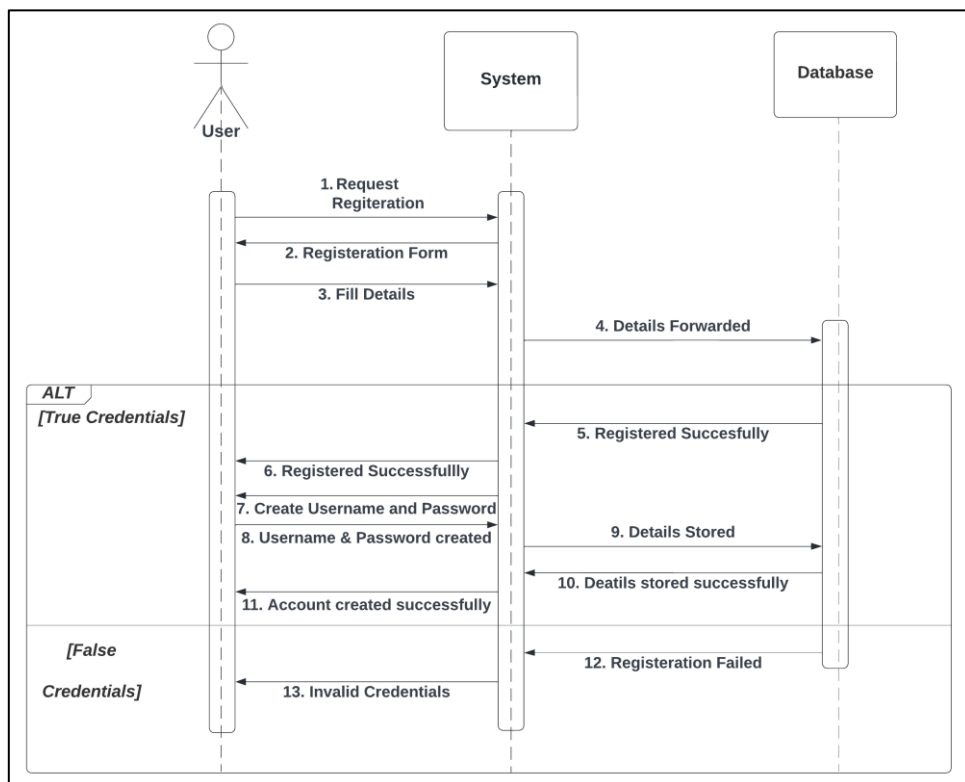 System
Database
User
1. Request
Regiteration
2. Registeration Form
3. Fill Details
4. Details Forwarded
ALT
[True Credentials]
5. Registered Succesfully
6. Registered Successfullly
7. Create Username and Password
8. Username & Password created
9. Details Stored
10. Deatils stored successfully
11. Account created successfully
[False
Credentials]
12. Registeration Failed
13. Invalid Credentials